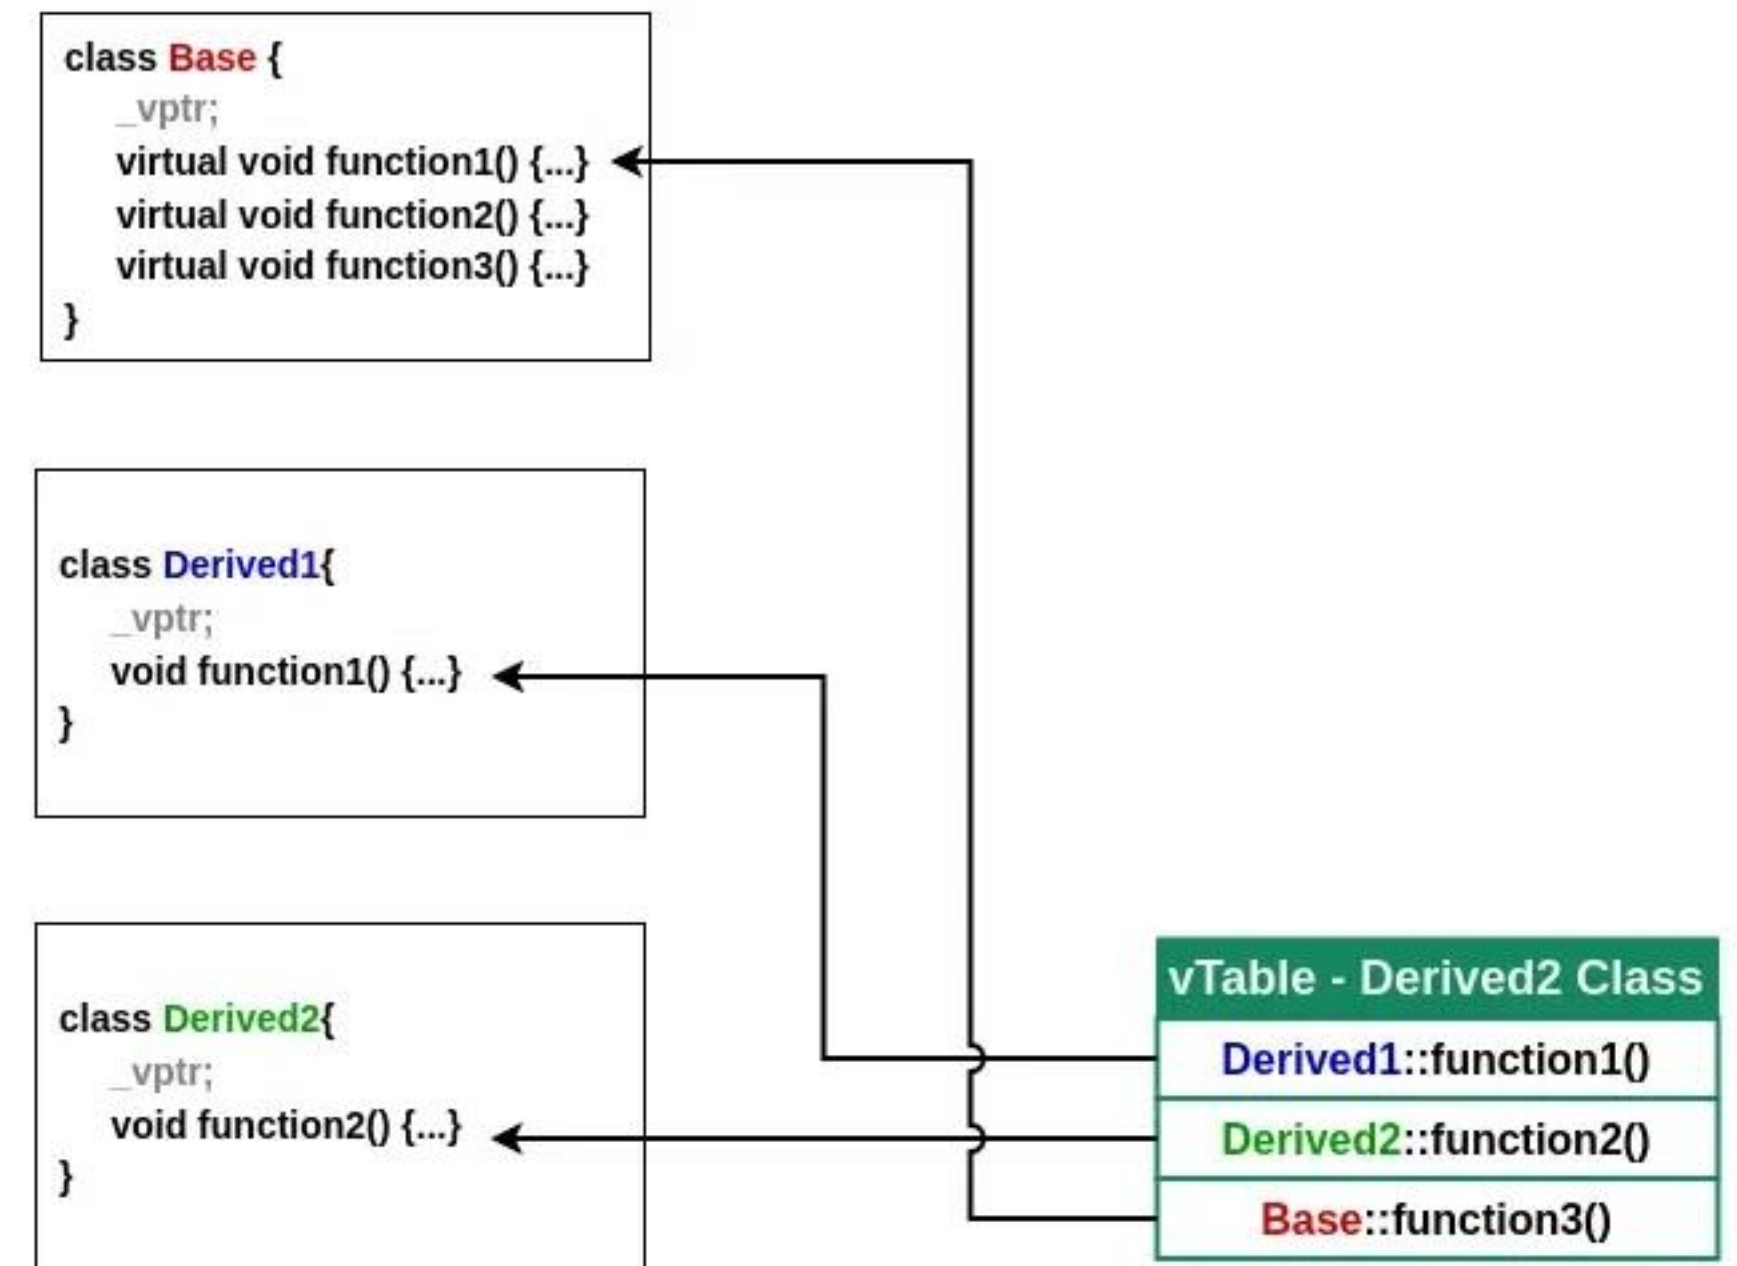 class Base {
_vptr;
virtual void function1() {...}
virtual void function2() {...}
virtual void function3() {...}
}
class Derived1{
_vptr;
void function1() {...}
}
class Derived2{
_vptr;
void function2() {...}
}
vTable - Derived2 Class
Derived1::function1()
Derived2::function2()
Base::function3()